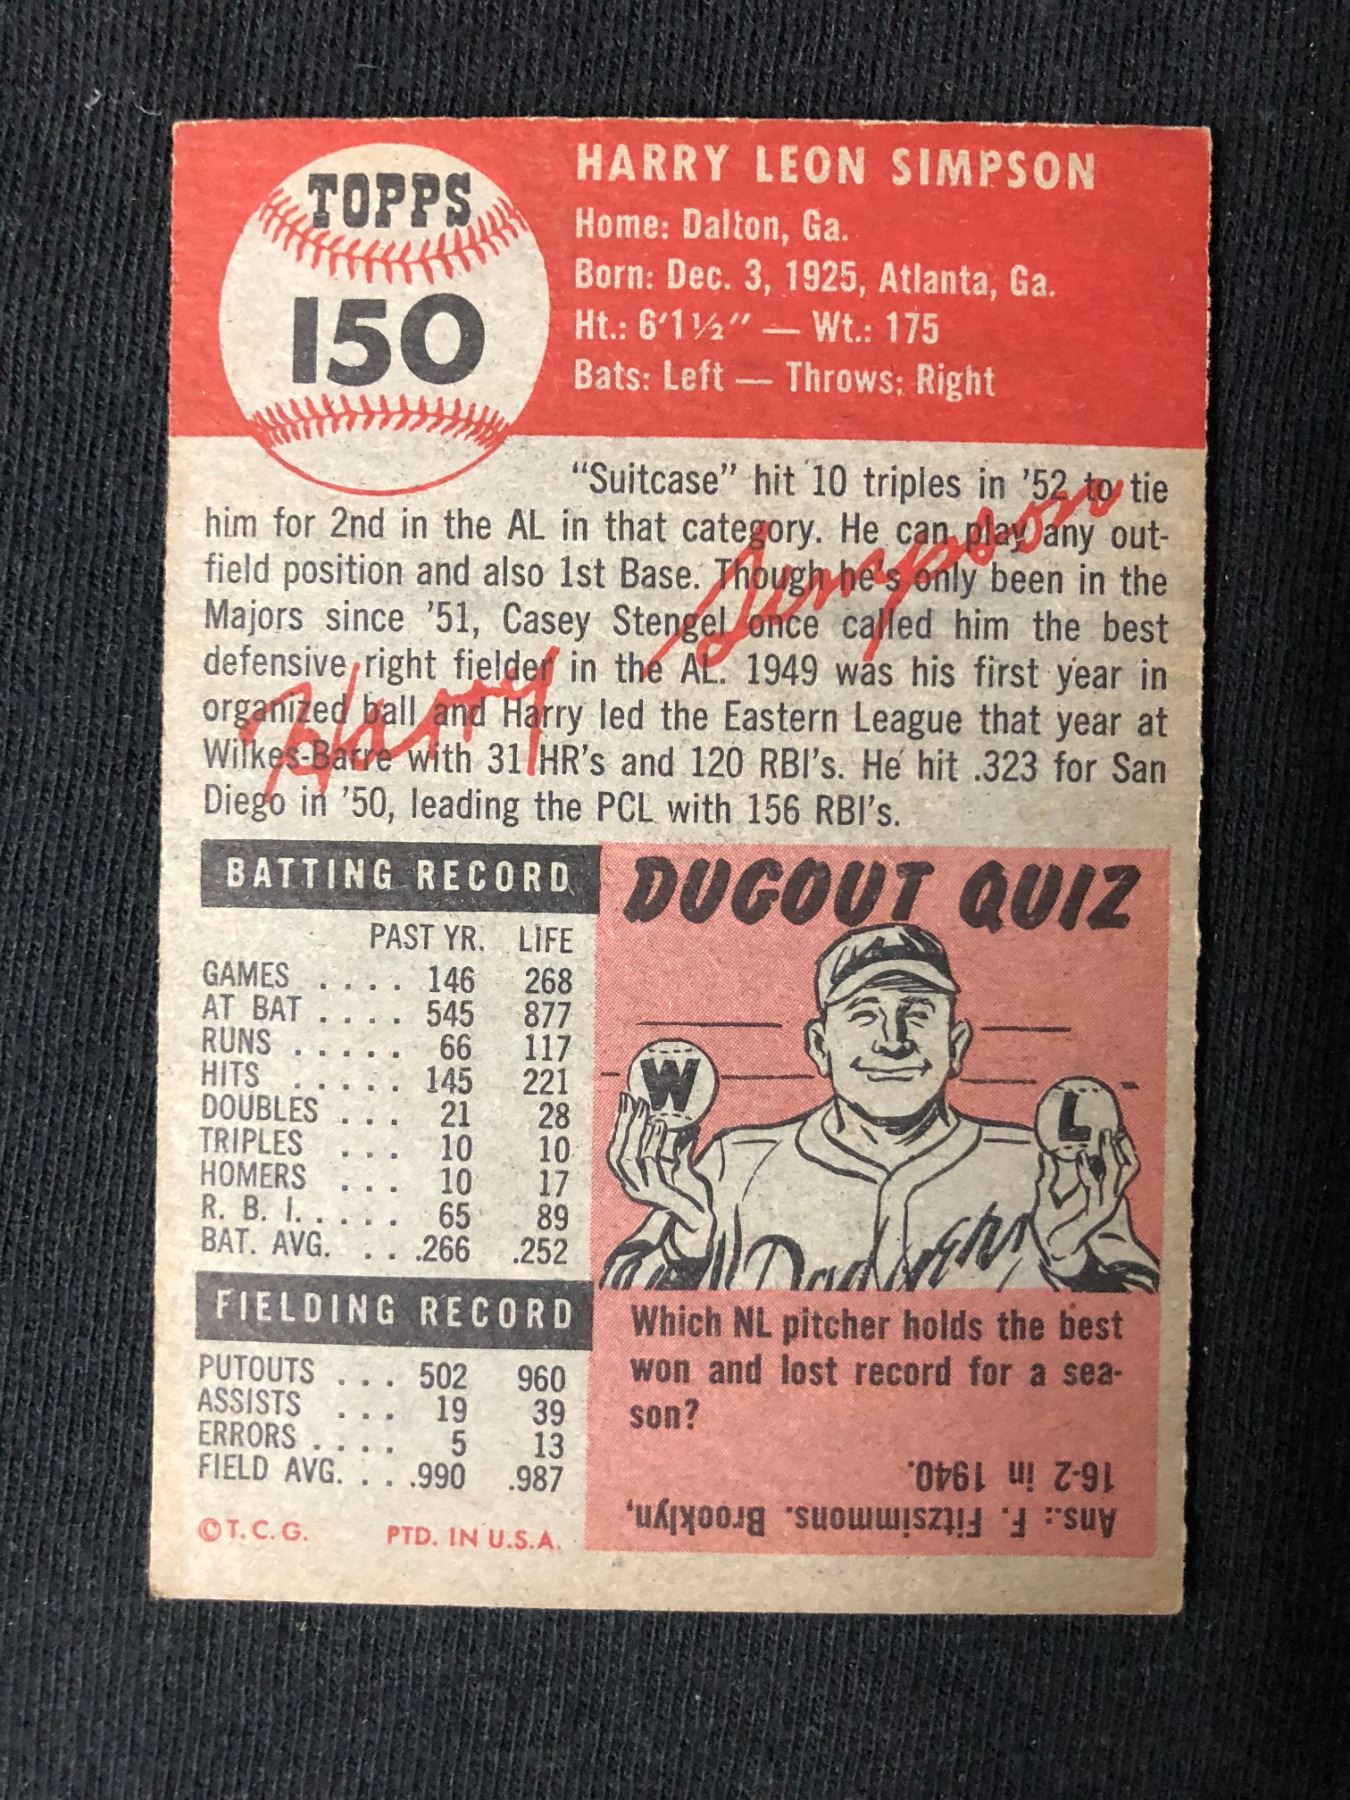 TOPPS
150
HARRY LEON SIMPSON
Home: Dalton, Ga.
Born: Dec. 3, 1925, Atlanta, Ga.
Ht.: 6'1½" — Wt.: 175
Bats: Left — Throws: Right
"Suitcase" hit 10 triples in '52 to tie
him for 2nd in the AL in that category. He can play any out-
field position and also 1st Base. Though he's only been in the
Majors since '51, Casey Stengel once called him the best
defensive right fielder in the AL. 1949 was his first year in
organized ball and Harry led the Eastern League that year at
Wilkes-Barre with 31 HR's and 120 RBI's. He hit .323 for San
Diego in '50, leading the PCL with 156 RBI's.
Harry Simpson
BATTING RECORD
PAST YR. LIFE
GAMES . . . . 146 268
AT BAT . . . . 545 877
RUNS . . . . . 66 117
HITS . . . . . 145 221
DOUBLES . . . 21 28
TRIPLES . . . 10 10
HOMERS . . . 10 17
R. B. I. . . . . 65 89
BAT. AVG. . . . .266 .252
FIELDING RECORD
PUTOUTS . . . 502 960
ASSISTS . . . 19 39
ERRORS . . . . 5 13
FIELD AVG. . . . .990 .987
©T. C. G. PTD. IN U.S.A.
DUGOUT QUIZ
W
L
Dodgers
Which NL pitcher holds the best
won and lost record for a sea-
son?
Ans.: F. Fitzsimmons. Brooklyn,
16-2 in 1940.